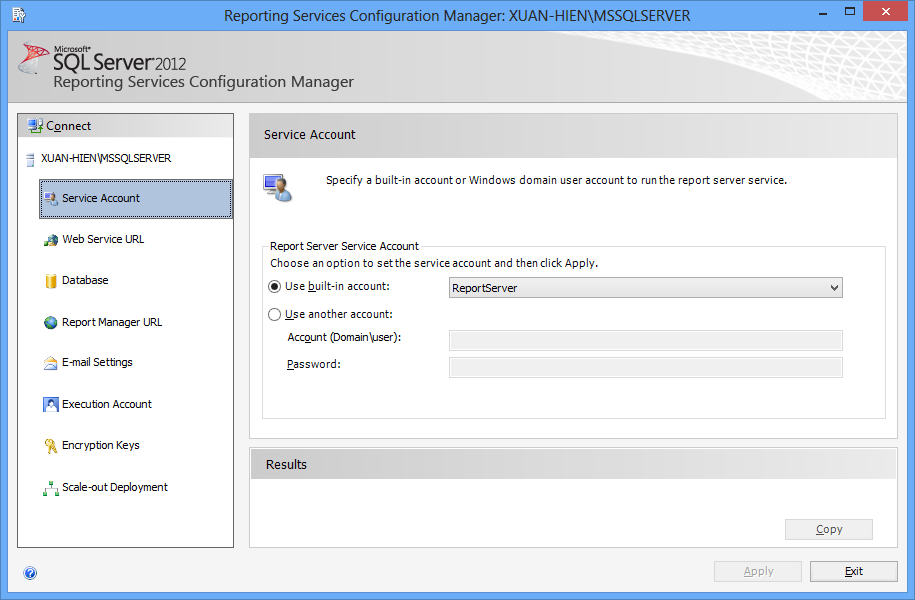 Reporting Services Configuration Manager: XUAN-HIEN\MSSQLSERVER
Microsoft®
SQL Server 2012
Reporting Services Configuration Manager
Connect
XUAN-HIEN\MSSQLSERVER
Service Account
Web Service URL
Database
Report Manager URL
E-mail Settings
Execution Account
Encryption Keys
Scale-out Deployment
Service Account
Specify a built-in account or Windows domain user account to run the report server service.
Report Server Service Account
Choose an option to set the service account and then click Apply.
Use built-in account:
ReportServer
Use another account:
Account (Domain\user):
Password:
Results
Copy
Apply
Exit